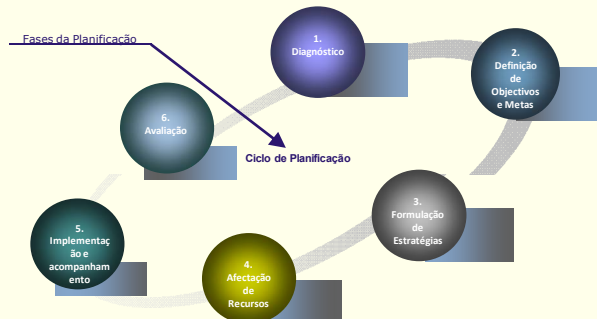 Fases da Planificação
1.
Diagnóstico
2.
Definição
de
Objectivos
e Metas
6.
Avaliação
Ciclo de Planificação
3.
Formulação
de
Estratégias
5.
Implementaç
ão e
acompanham
ento
4.
Afectação
de
Recursos